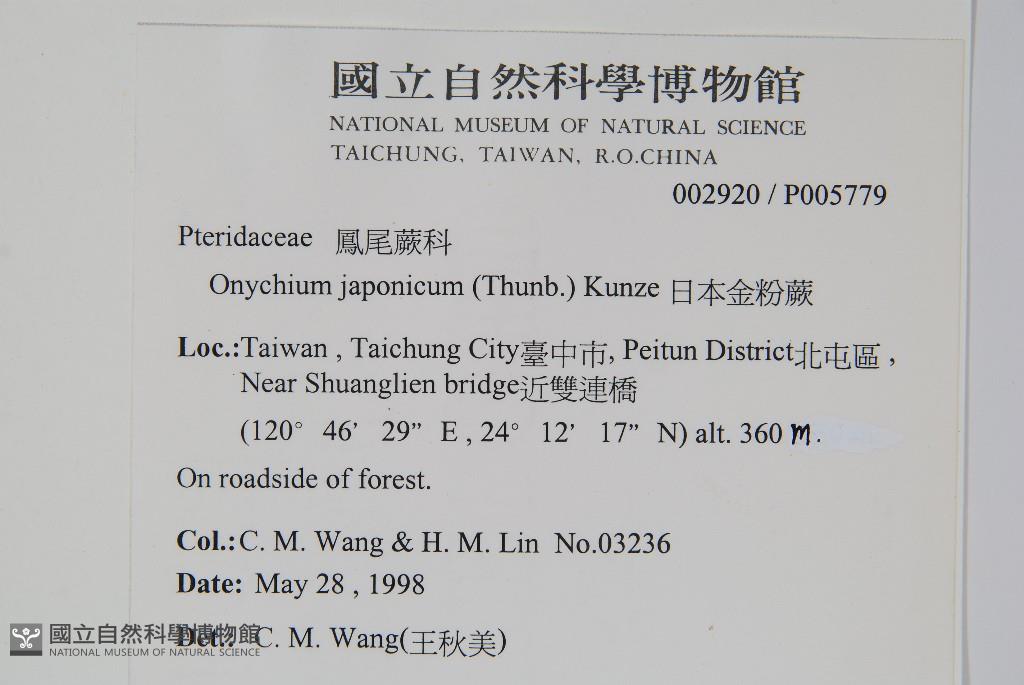 國立自然科學博物館
NATIONAL MUSEUM OF NATURAL SCIENCE
TAICHUNG, TAIWAN, R.O.CHINA
002920 / P005779
Pteridaceae 鳳尾蕨科
Onychium japonicum (Thunb.) Kunze 日本金粉蕨
Loc.:Taiwan , Taichung City臺中市, Peitun District北屯區 ,
Near Shuanglien bridge近雙連橋
(120° 46’ 29” E , 24° 12’ 17” N) alt. 360 m.
On roadside of forest.
Col.:C. M. Wang & H. M. Lin No.03236
Date: May 28 , 1998
Det.: C. M. Wang(王秋美)
國立自然科學博物館
NATIONAL MUSEUM OF NATURAL SCIENCE